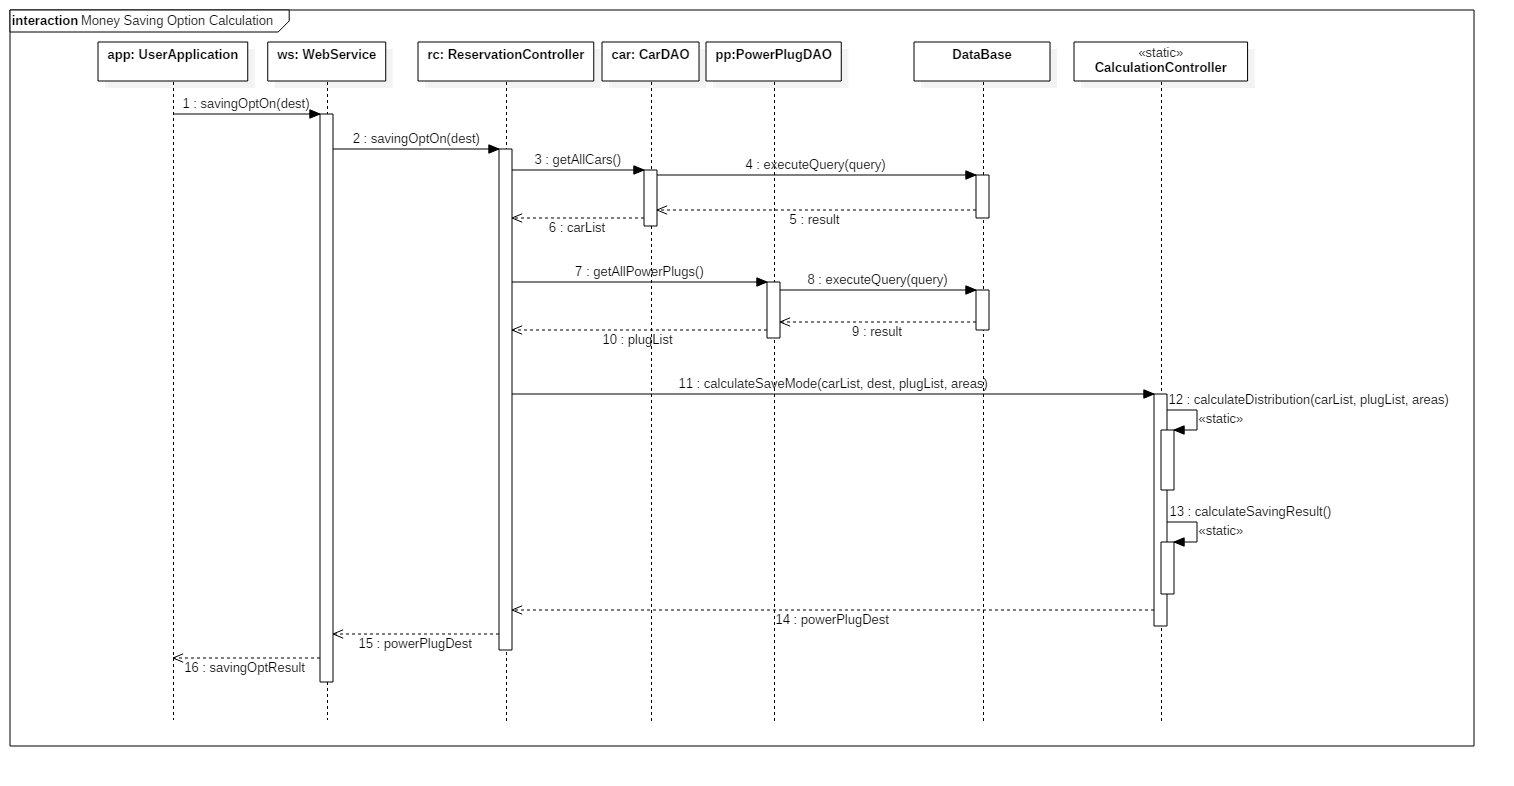 interaction Money Saving Option Calculation
app: UserApplication
ws: WebService
rc: ReservationController
car: CarDAO
pp:PowerPlugDAO
DataBase
«static»
CalculationController
1 : savingOptOn(dest)
2 : savingOptOn(dest)
3 : getAllCars()
4 : executeQuery(query)
5 : result
6 : carList
7 : getAllPowerPlugs()
8 : executeQuery(query)
9 : result
10 : plugList
11 : calculateSaveMode(carList, dest, plugList, areas)
12 : calculateDistribution(carList, plugList, areas)
«static»
13 : calculateSavingResult()
«static»
14 : powerPlugDest
15 : powerPlugDest
16 : savingOptResult